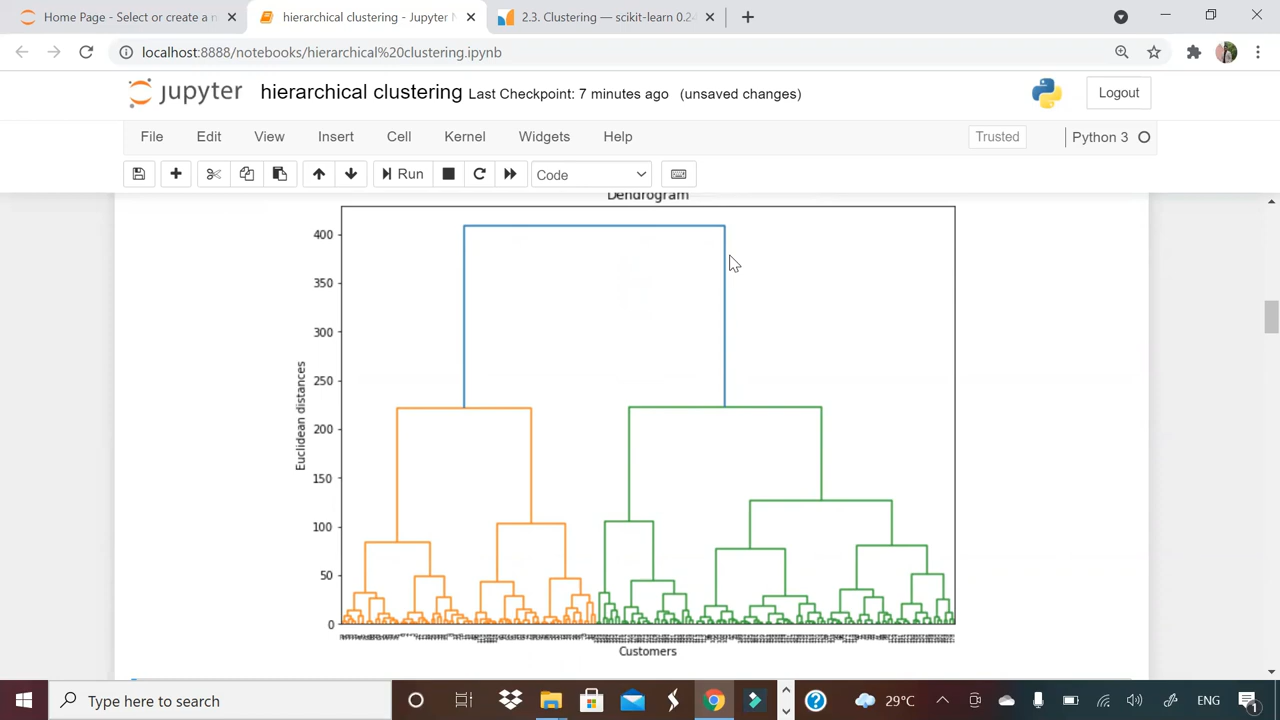 Home Page - Select or create a n
hierarchical clustering - Jupyter N
2.3. Clustering — scikit-learn 0.24
localhost:8888/notebooks/hierarchical%20clustering.ipynb
jupyter hierarchical clustering Last Checkpoint: 7 minutes ago (unsaved changes)
Logout
File Edit View Insert Cell Kernel Widgets Help
Trusted
Python 3
Run
Code
Dendrogram
400
350
300
250
200
150
100
50
0
Euclidean distances
Customers
Type here to search
29°C
ENG
1